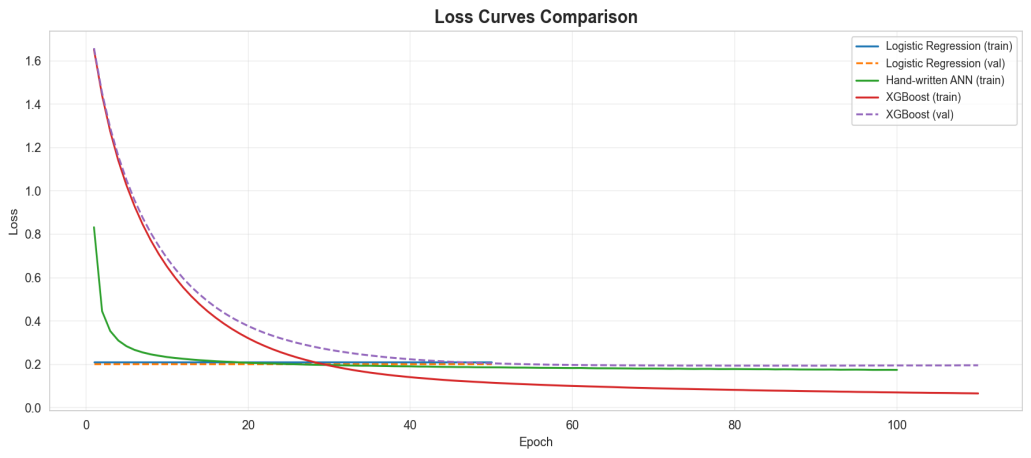 Loss Curves Comparison
Logistic Regression (train)
Logistic Regression (val)
Hand-written ANN (train)
XGBoost (train)
XGBoost (val)
Loss
1.6
1.4
1.2
1.0
0.8
0.6
0.4
0.2
0.0
0 20 40 60 80 100
Epoch